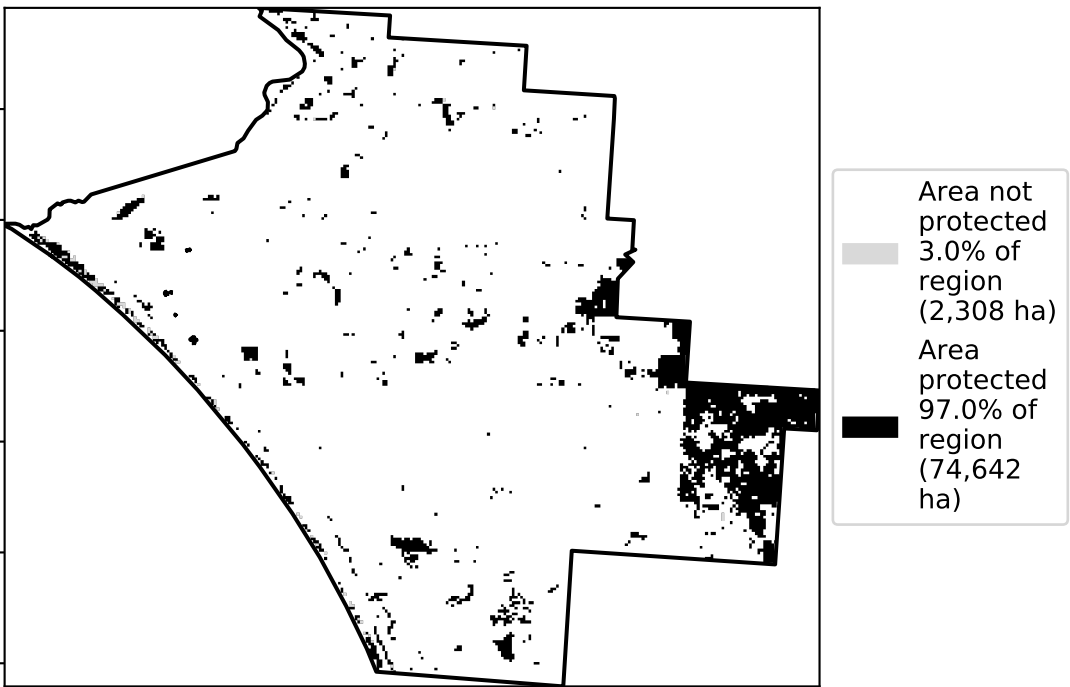 Area not
protected
3.0% of
region
(2,308 ha)
Area
protected
97.0% of
region
(74,642
ha)